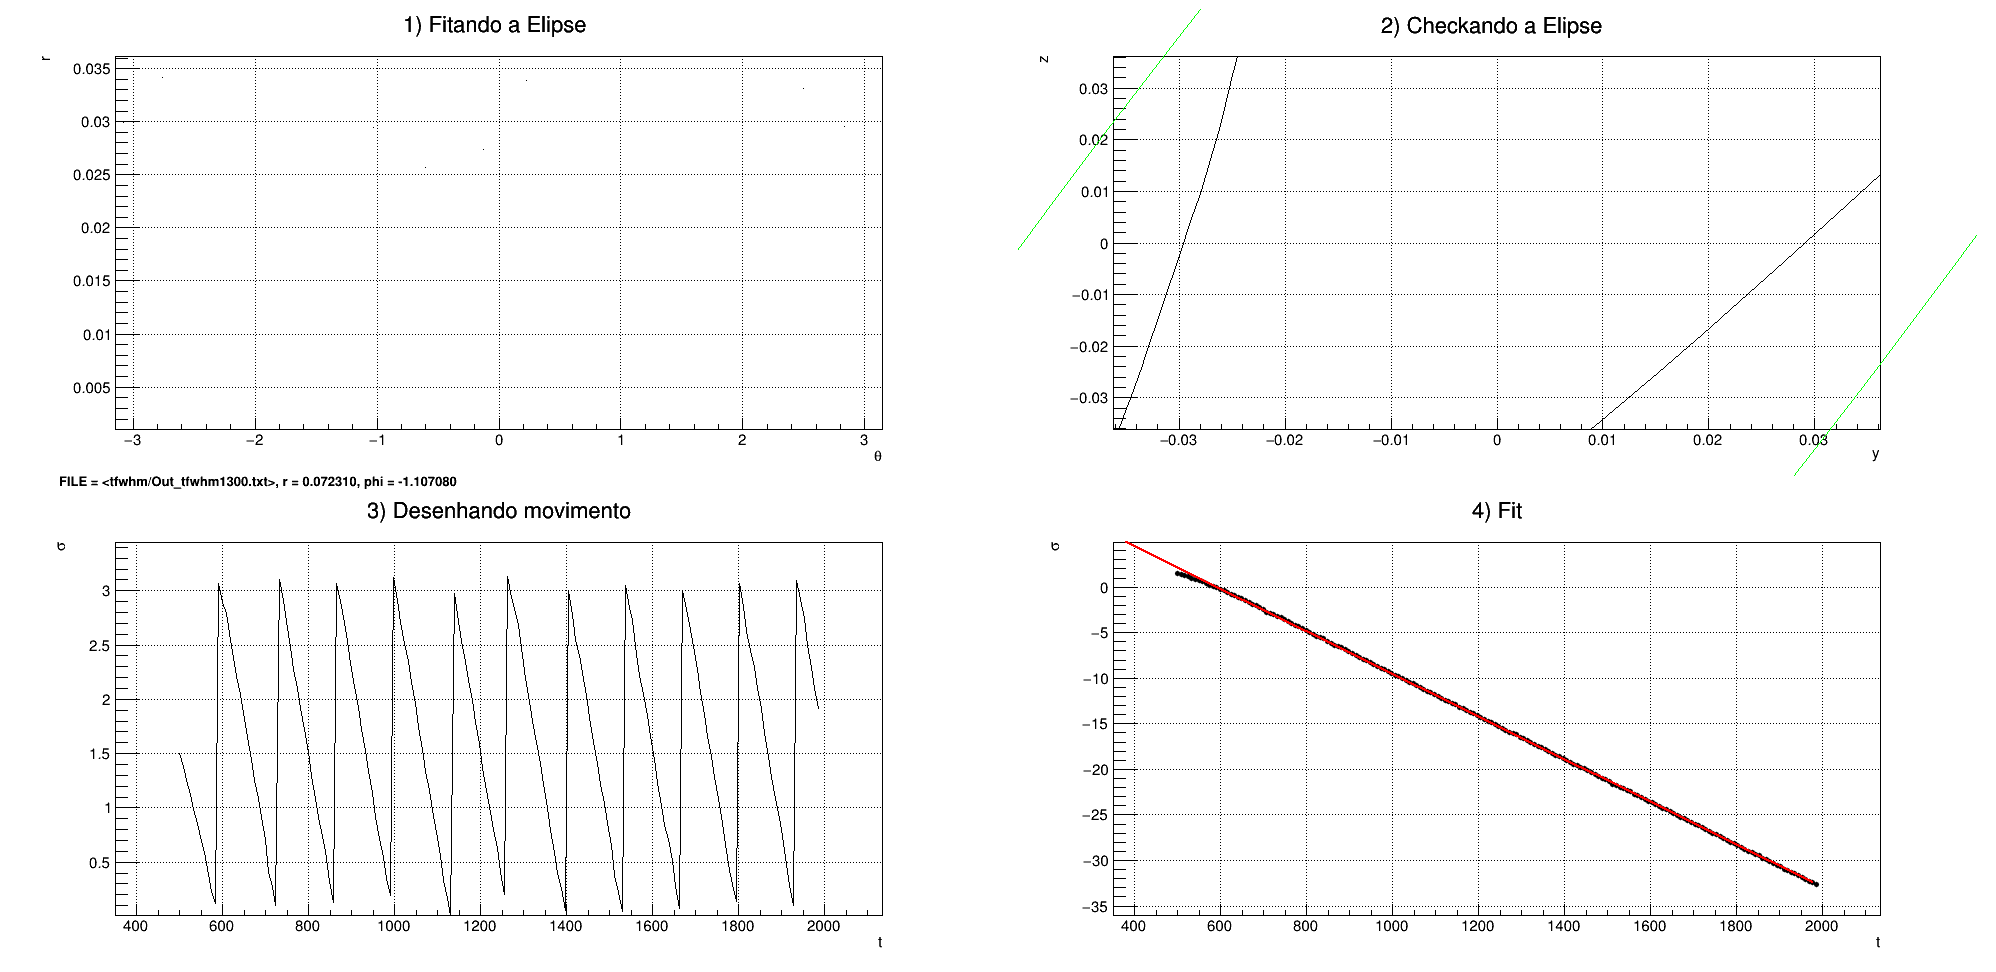 1) Fitando a Elipse
r
0.035
0.03
0.025
0.02
0.015
0.01
0.005
−3 −2 −1 0 1 2 3
θ
2) Checkando a Elipse
z
0.03
0.02
0.01
0
−0.01
−0.02
−0.03
−0.03 −0.02 −0.01 0 0.01 0.02 0.03
y
FILE = <tfwhm/Out_tfwhm1300.txt>, r = 0.072310, phi = -1.107080
3) Desenhando movimento
σ
3
2.5
2
1.5
1
0.5
400 600 800 1000 1200 1400 1600 1800 2000
t
4) Fit
σ
0
−5
−10
−15
−20
−25
−30
−35
400 600 800 1000 1200 1400 1600 1800 2000
t